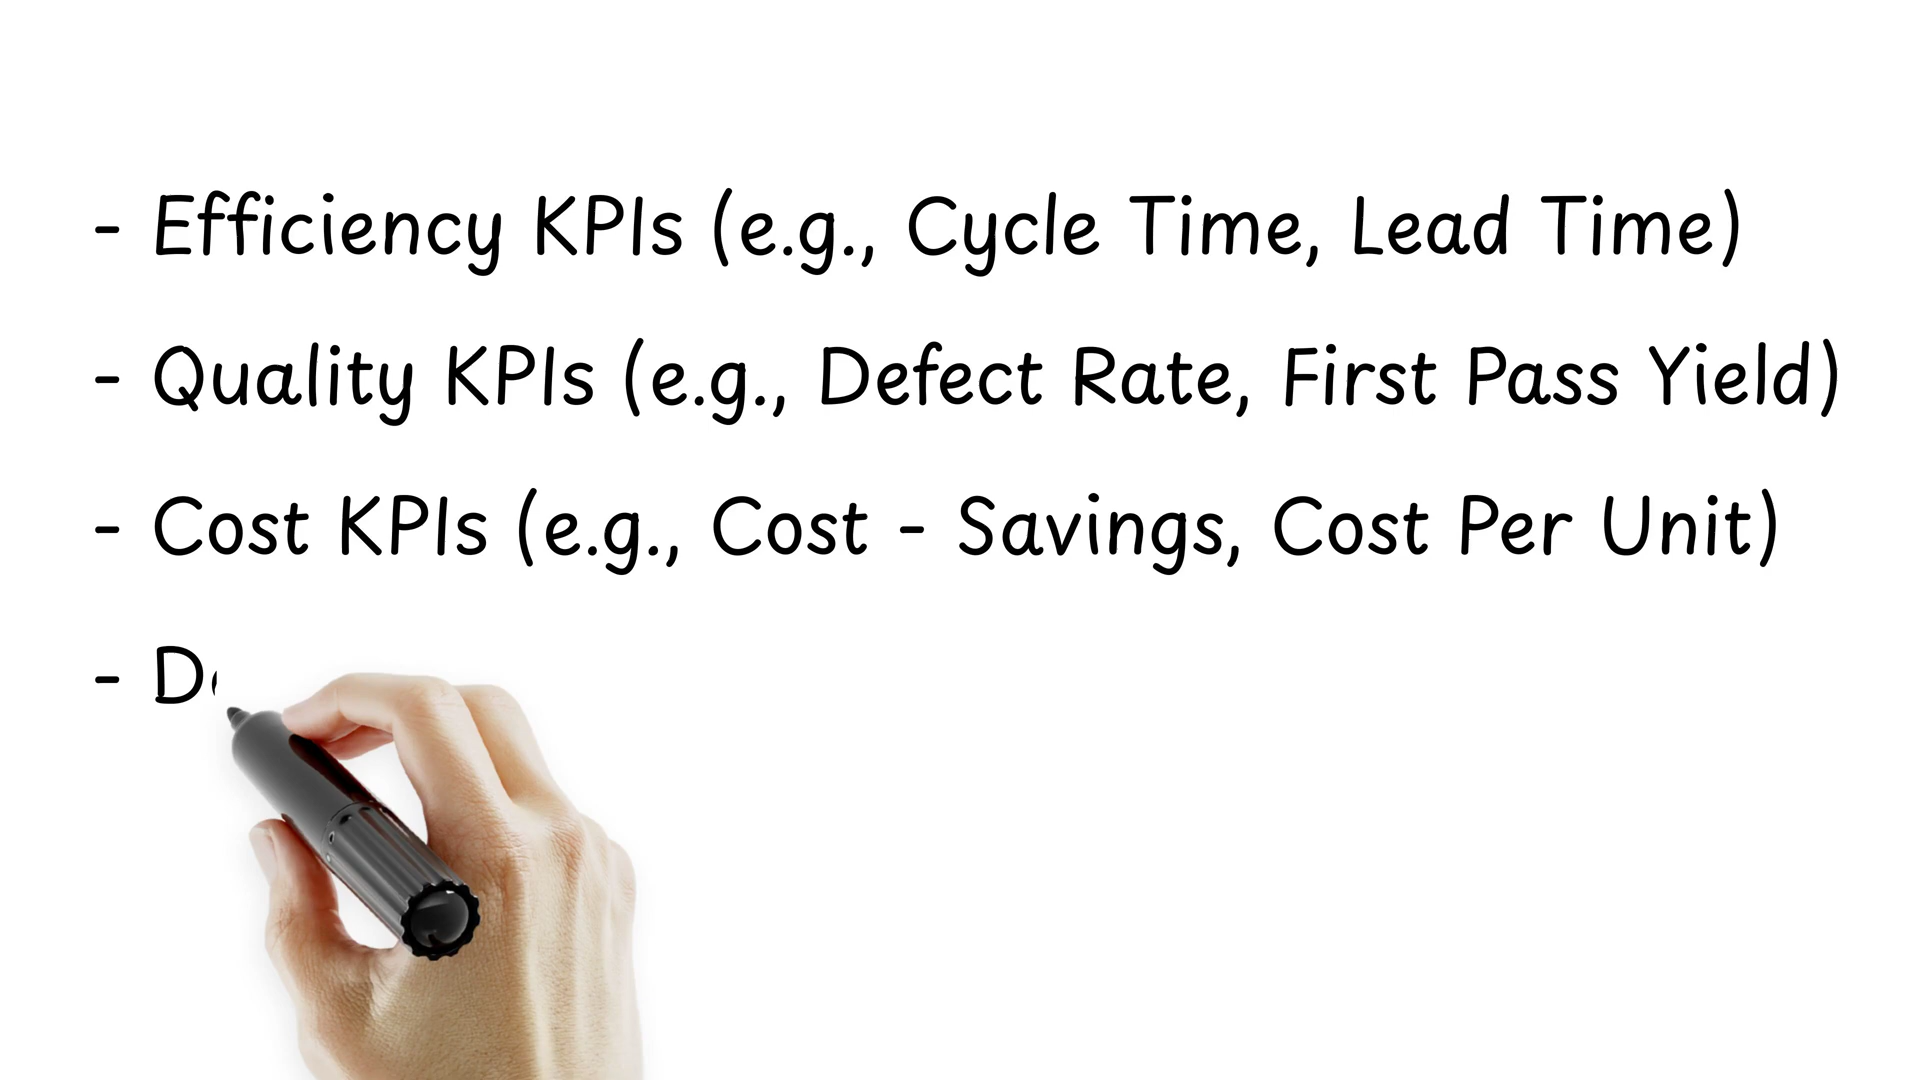 - Efficiency KPIs (e.g., Cycle Time, Lead Time)
- Quality KPIs (e.g., Defect Rate, First Pass Yield)
- Cost KPIs (e.g., Cost - Savings, Cost Per Unit)
-